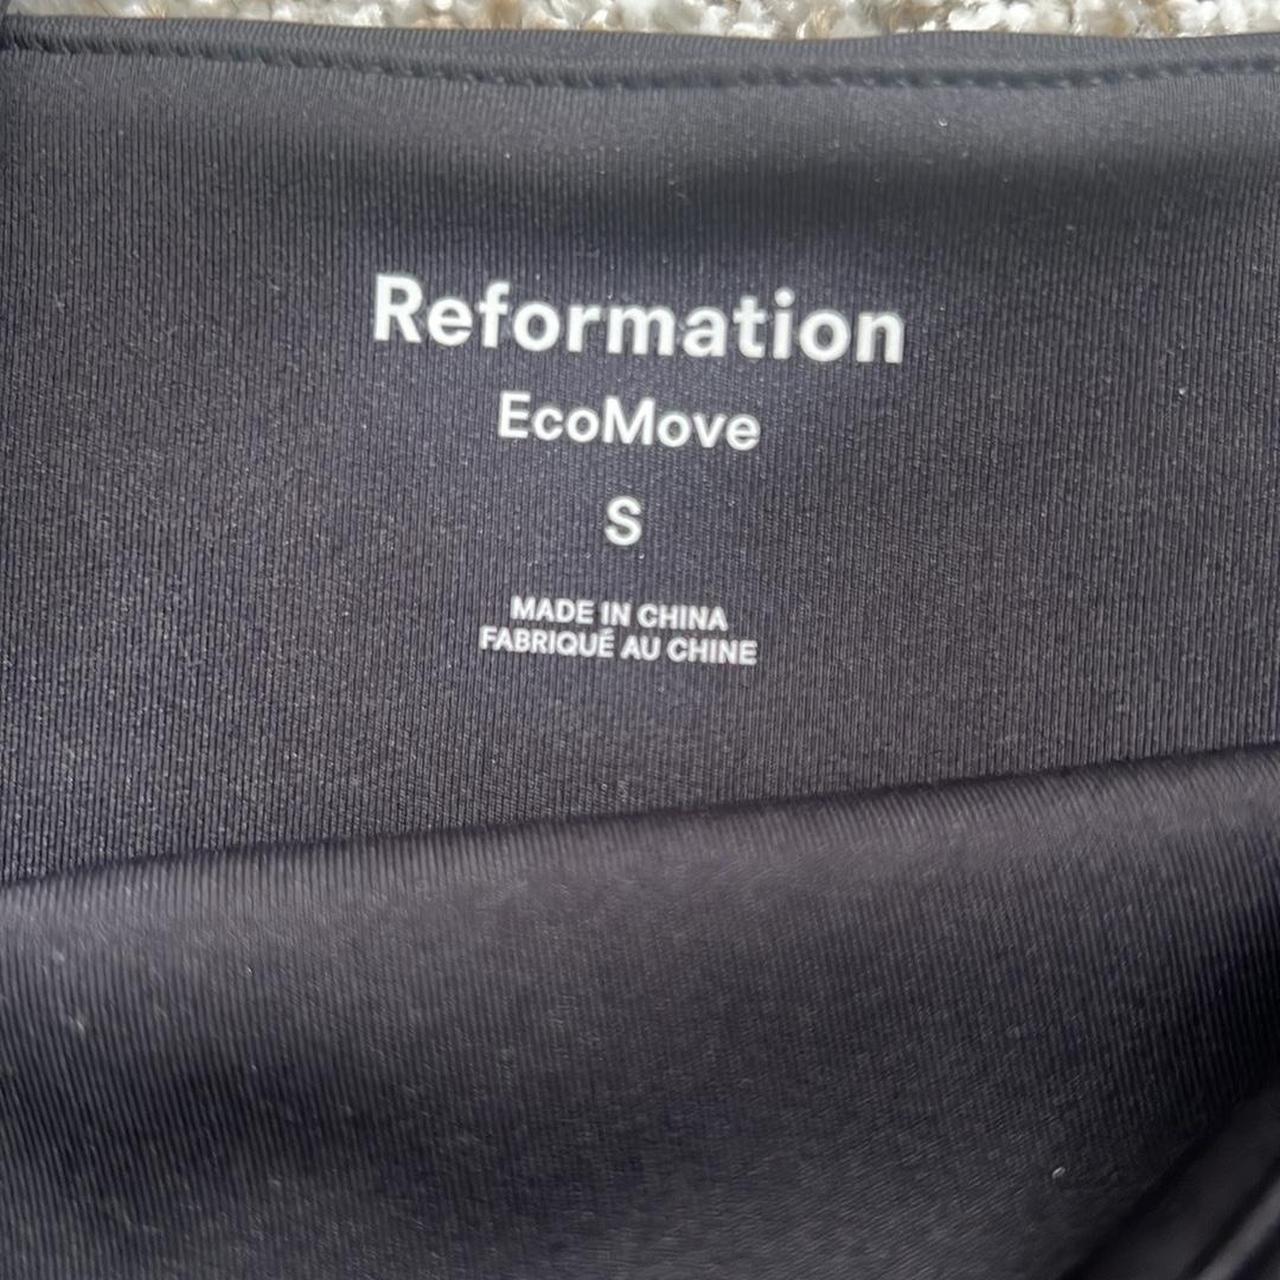 Reformation
EcoMove
S
MADE IN CHINA
FABRIQUÉ AU CHINE